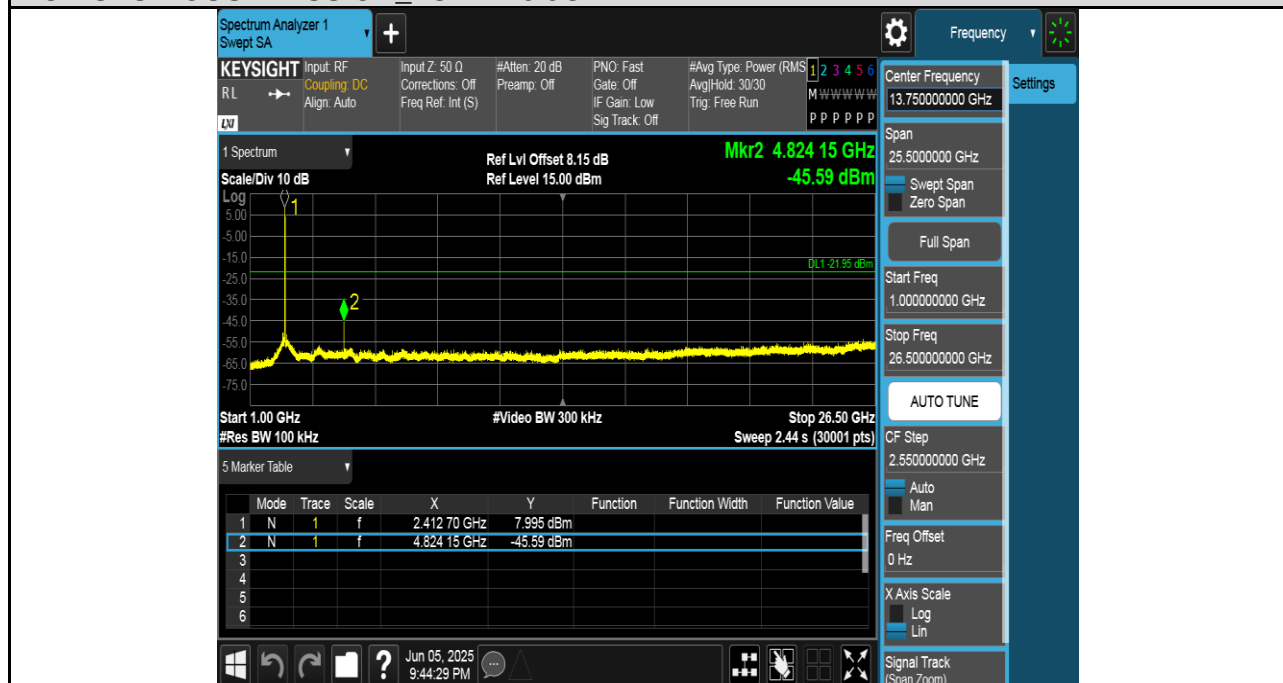 Spectrum Analyzer 1
Swept SA
+
Frequency
KEYSIGHT
RL
LXI
Input: RF
Coupling: DC
Align: Auto
Input Z: 50 Ω
Corrections: Off
Freq Ref: Int (S)
#Atten: 20 dB
Preamp: Off
PNO: Fast
Gate: Off
IF Gain: Low
Sig Track: Off
#Avg Type: Power (RMS
Avg|Hold: 30/30
Trig: Free Run
1 2 3 4 5 6
M W W W W W
P P P P P P
Center Frequency
13.750000000 GHz
Settings
Span
25.5000000 GHz
Swept Span
Zero Span
Full Span
Start Freq
1.000000000 GHz
Stop Freq
26.500000000 GHz
AUTO TUNE
CF Step
2.550000000 GHz
Auto
Man
Freq Offset
0 Hz
X Axis Scale
Log
Lin
Signal Track
(Span Zoom)
1 Spectrum
Scale/Div 10 dB
Ref Lvl Offset 8.15 dB
Ref Level 15.00 dBm
Mkr2 4.824 15 GHz
-45.59 dBm
Log
5.00
-5.00
-15.0
-25.0
-35.0
-45.0
-55.0
-65.0
-75.0
1
2
DL1 -21.95 dBm
Start 1.00 GHz
#Video BW 300 kHz
Stop 26.50 GHz
#Res BW 100 kHz
Sweep 2.44 s (30001 pts)
5 Marker Table
Mode Trace Scale X Y Function Function Width Function Value
1 N 1 f 2.412 70 GHz 7.995 dBm
2 N 1 f 4.824 15 GHz -45.59 dBm
3
4
5
6
?
Jun 05, 2025
9:44:29 PM